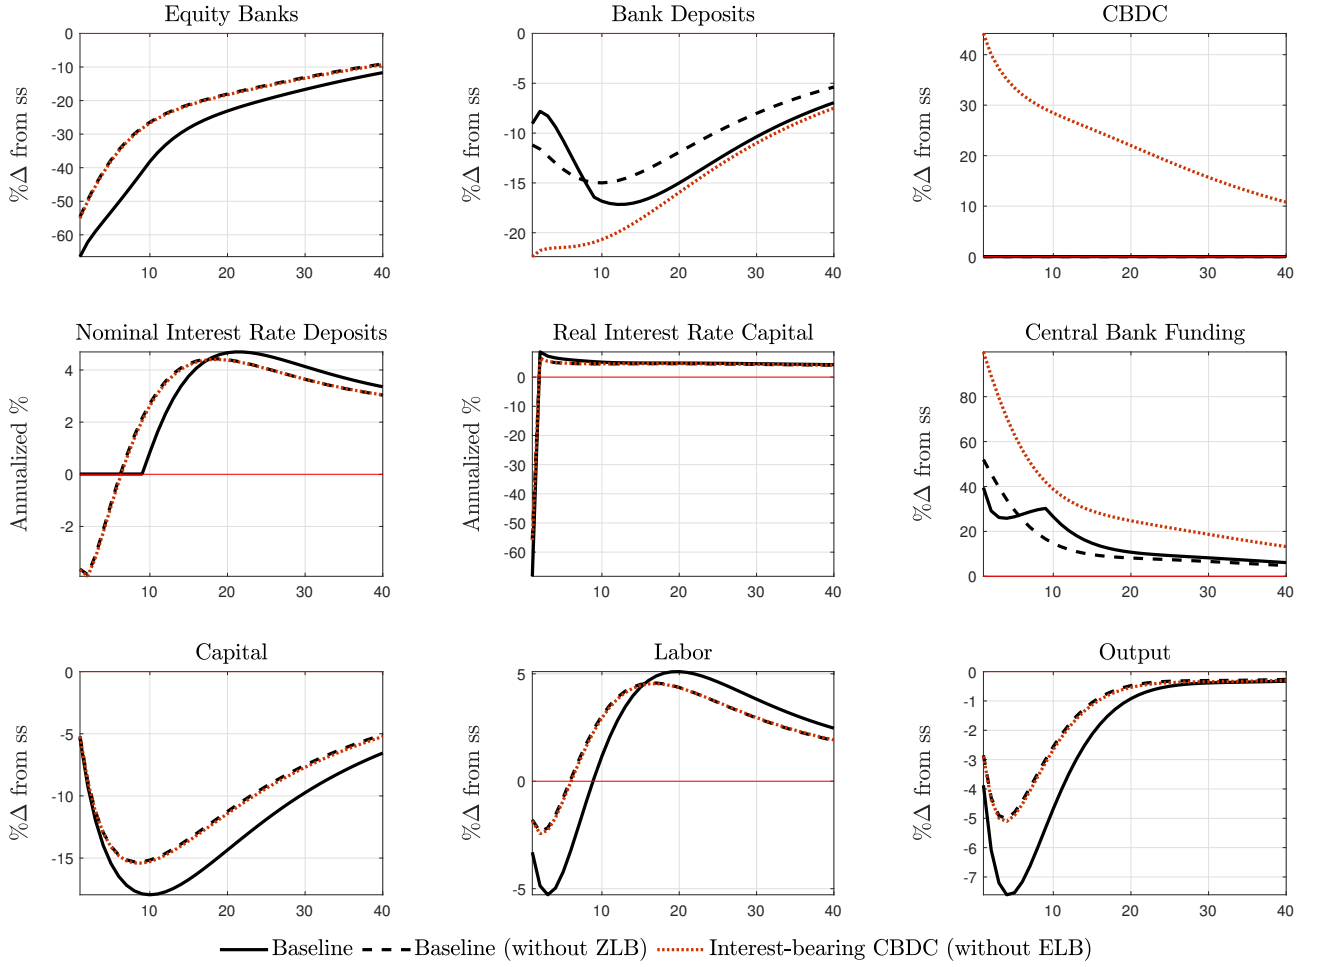 Equity Banks
Bank Deposits
CBDC
%Δ from ss
0
-10
-20
-30
-40
-50
-60
10 20 30 40
%Δ from ss
0
-5
-10
-15
-20
10 20 30 40
%Δ from ss
40
30
20
10
0
10 20 30 40
Nominal Interest Rate Deposits
Real Interest Rate Capital
Central Bank Funding
Annualized %
4
2
0
-2
10 20 30 40
Annualized %
0
-10
-20
-30
-40
-50
-60
10 20 30 40
%Δ from ss
80
60
40
20
0
10 20 30 40
Capital
Labor
Output
%Δ from ss
0
-5
-10
-15
10 20 30 40
%Δ from ss
5
0
-5
10 20 30 40
%Δ from ss
0
-1
-2
-3
-4
-5
-6
-7
10 20 30 40
Baseline Baseline (without ZLB) Interest-bearing CBDC (without ELB)